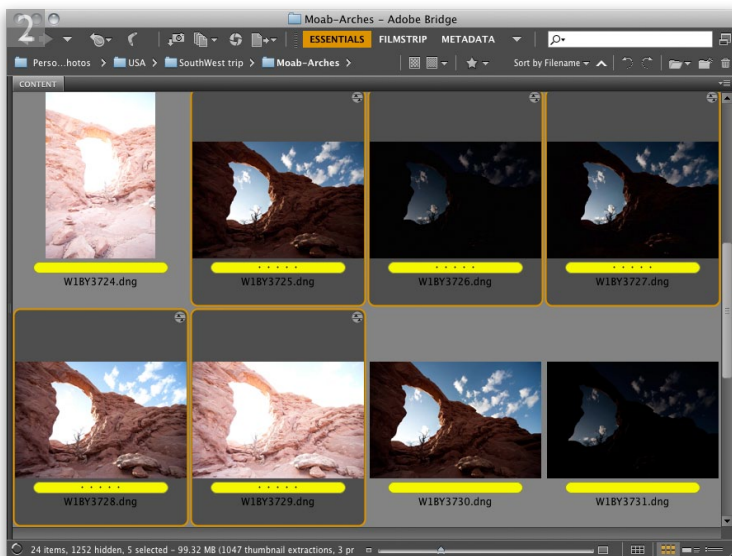 2
Moab-Arches - Adobe Bridge
ESSENTIALS FILMSTRIP METADATA
Perso...hotos > USA > SouthWest trip > Moab-Arches >
Sort by Filename
CONTENT
W1BY3724.dng W1BY3725.dng W1BY3726.dng W1BY3727.dng
W1BY3728.dng W1BY3729.dng W1BY3730.dng W1BY3731.dng
24 items, 1252 hidden, 5 selected - 99.32 MB (1047 thumbnail extractions, 3 pr